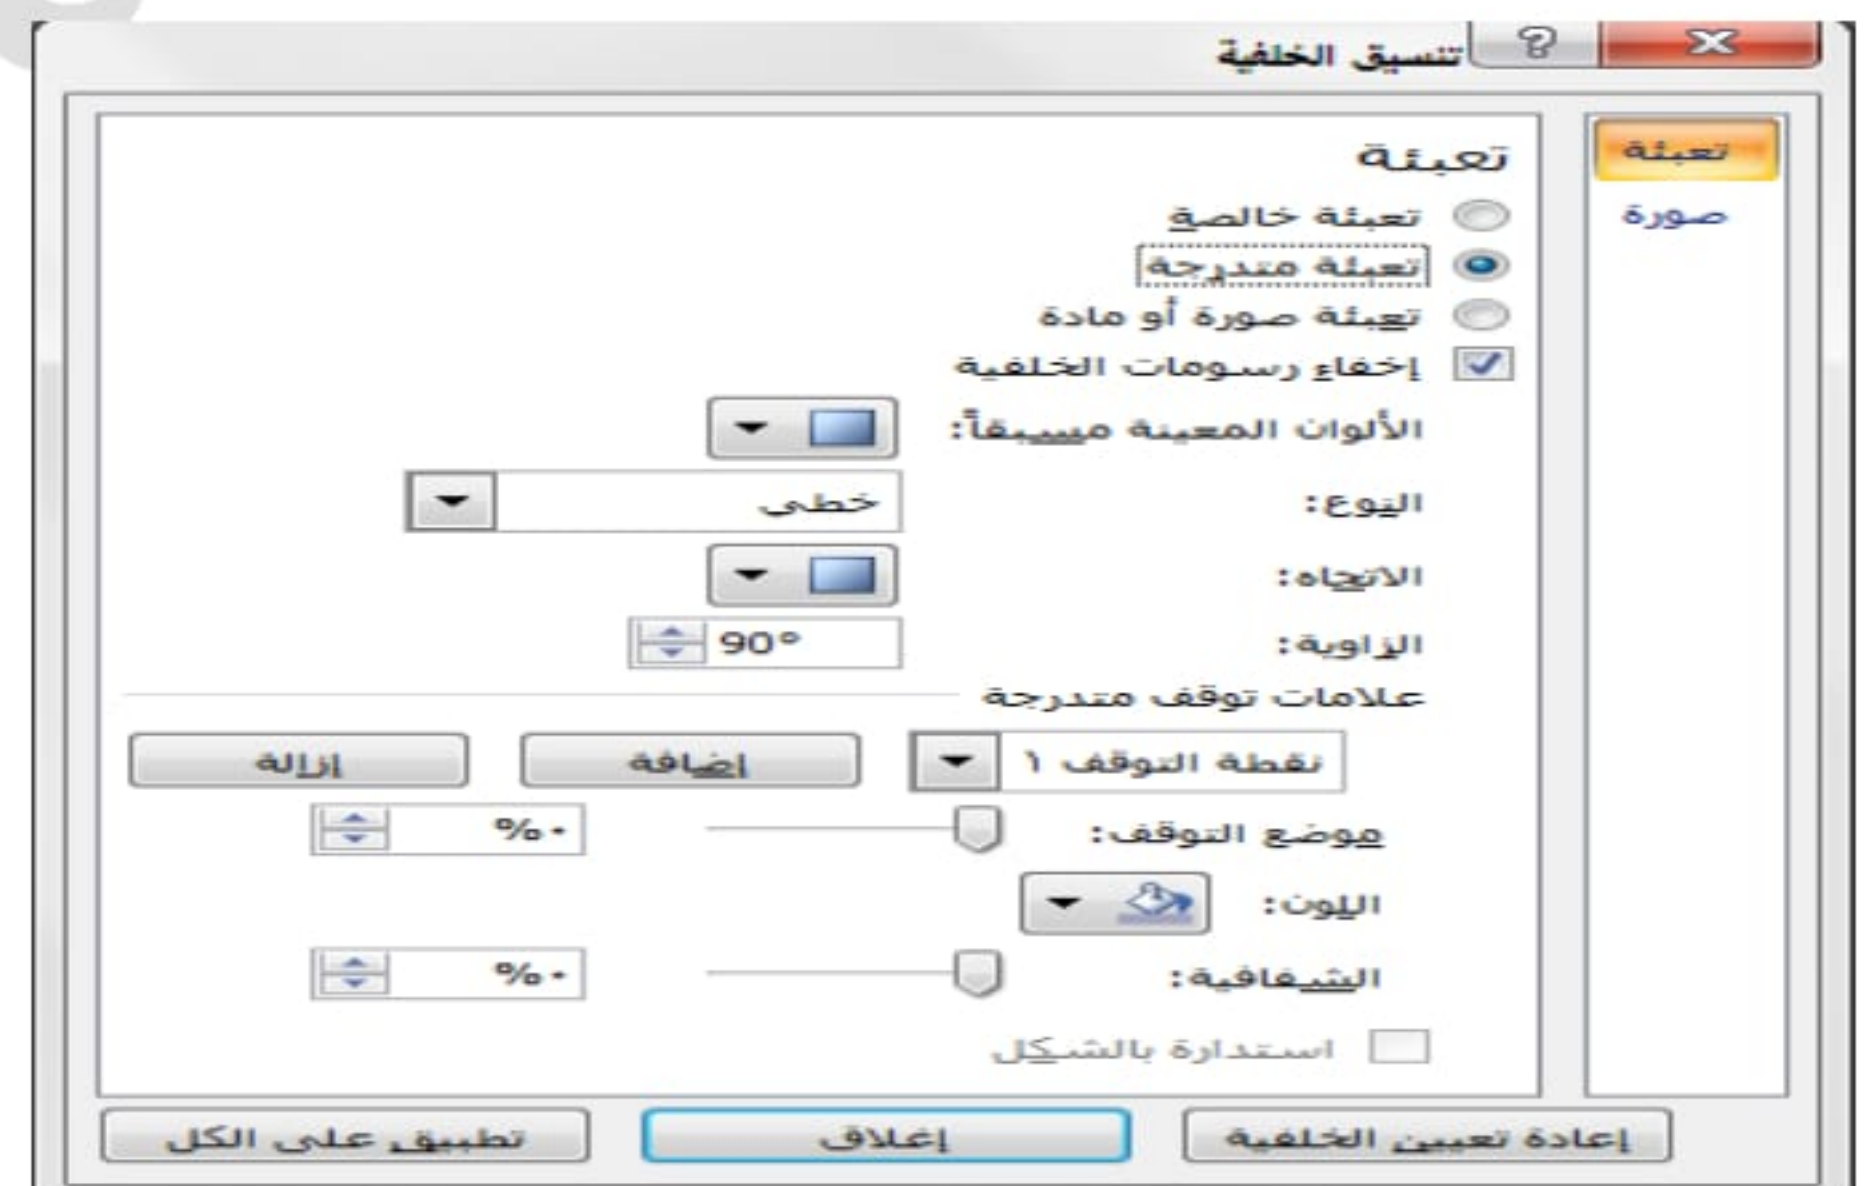 تنسيق الخلفية
تعبئة
صورة
تعبئة
تعبئة خالصة
تعبئة متدرجة
تعبئة صورة أو مادة
إخفاء رسومات الخلفية
الألوان المعينة مسبقاً:
النوع: خطي
الاتجاه:
الزاوية: 90°
علامات توقف متدرجة
نقطة التوقف ١ إضافة إزالة
موضع التوقف: ٠%
اللون:
الشفافية: ٠%
استدارة بالشكل
إعادة تعيين الخلفية إغلاق تطبيق على الكل